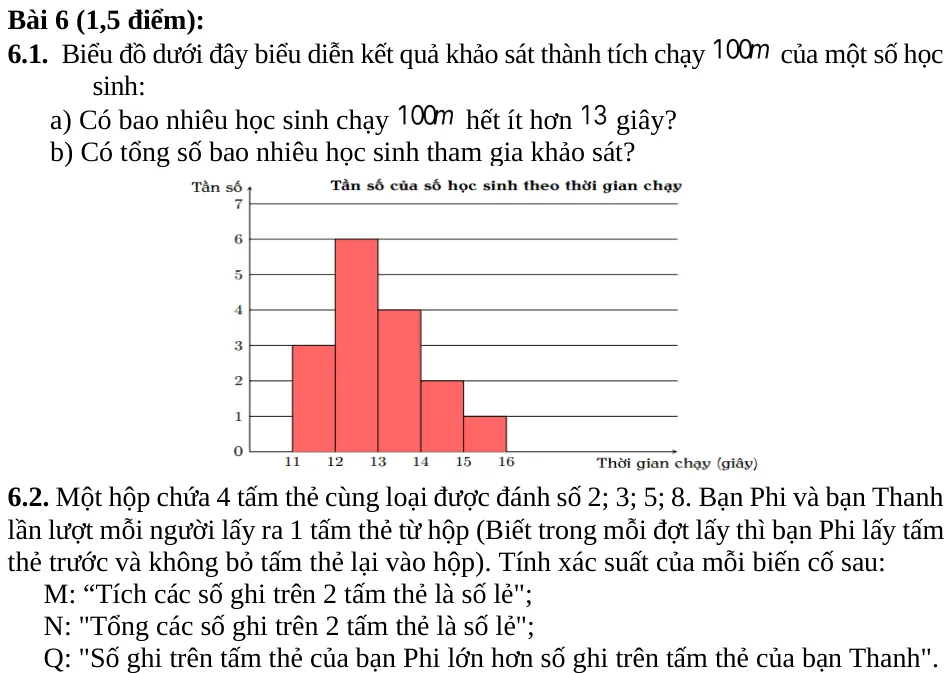 Bài 6 (1,5 điểm):
6.1. Biểu đồ dưới đây biểu diễn kết quả khảo sát thành tích chạy 100m của một số học
sinh:
a) Có bao nhiêu học sinh chạy 100m hết ít hơn 13 giây?
b) Có tổng số bao nhiêu học sinh tham gia khảo sát?
Tần số Tần số của số học sinh theo thời gian chạy
7
6
5
4
3
2
1
0
11 12 13 14 15 16 Thời gian chạy (giây)
6.2. Một hộp chứa 4 tấm thẻ cùng loại được đánh số 2; 3; 5; 8. Bạn Phi và bạn Thanh
lần lượt mỗi người lấy ra 1 tấm thẻ từ hộp (Biết trong mỗi đợt lấy thì bạn Phi lấy tấm
thẻ trước và không bỏ tấm thẻ lại vào hộp). Tính xác suất của mỗi biến cố sau:
M: “Tích các số ghi trên 2 tấm thẻ là số lẻ";
N: "Tổng các số ghi trên 2 tấm thẻ là số lẻ";
Q: "Số ghi trên tấm thẻ của bạn Phi lớn hơn số ghi trên tấm thẻ của bạn Thanh".